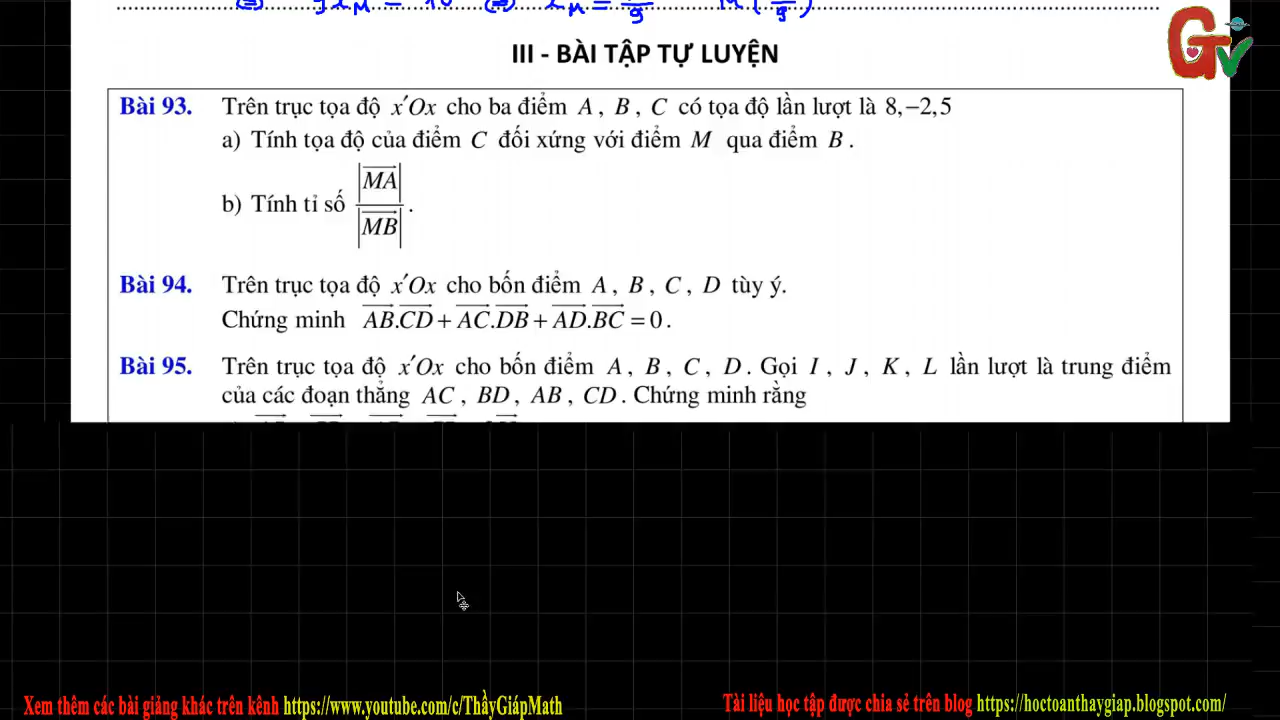 III - BÀI TẬP TỰ LUYỆN
Bài 93. Trên trục tọa độ x'Ox cho ba điểm A, B, C có tọa độ lần lượt là 8, −2, 5
a) Tính tọa độ của điểm C đối xứng với điểm M qua điểm B.
b) Tính tỉ số |MA| / |MB|.
Bài 94. Trên trục tọa độ x'Ox cho bốn điểm A, B, C, D tùy ý.
Chứng minh AB.CD + AC.DB + AD.BC = 0.
Bài 95. Trên trục tọa độ x'Ox cho bốn điểm A, B, C, D. Gọi I, J, K, L lần lượt là trung điểm
của các đoạn thẳng AC, BD, AB, CD. Chứng minh rằng
Xem thêm các bài giảng khác trên kênh https://www.youtube.com/c/ThầyGiápMath
Tài liệu học tập được chia sẻ trên blog https://hoctoanthaygiap.blogspot.com/